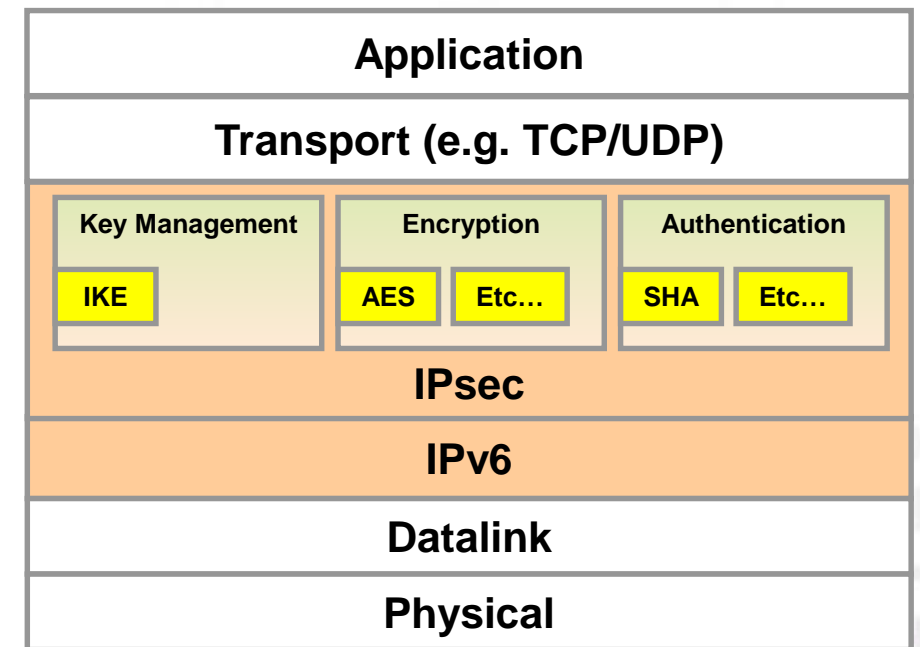 Application
Transport (e.g. TCP/UDP)
Key Management
IKE
Encryption
AES
Etc…
Authentication
SHA
Etc…
IPsec
IPv6
Datalink
Physical